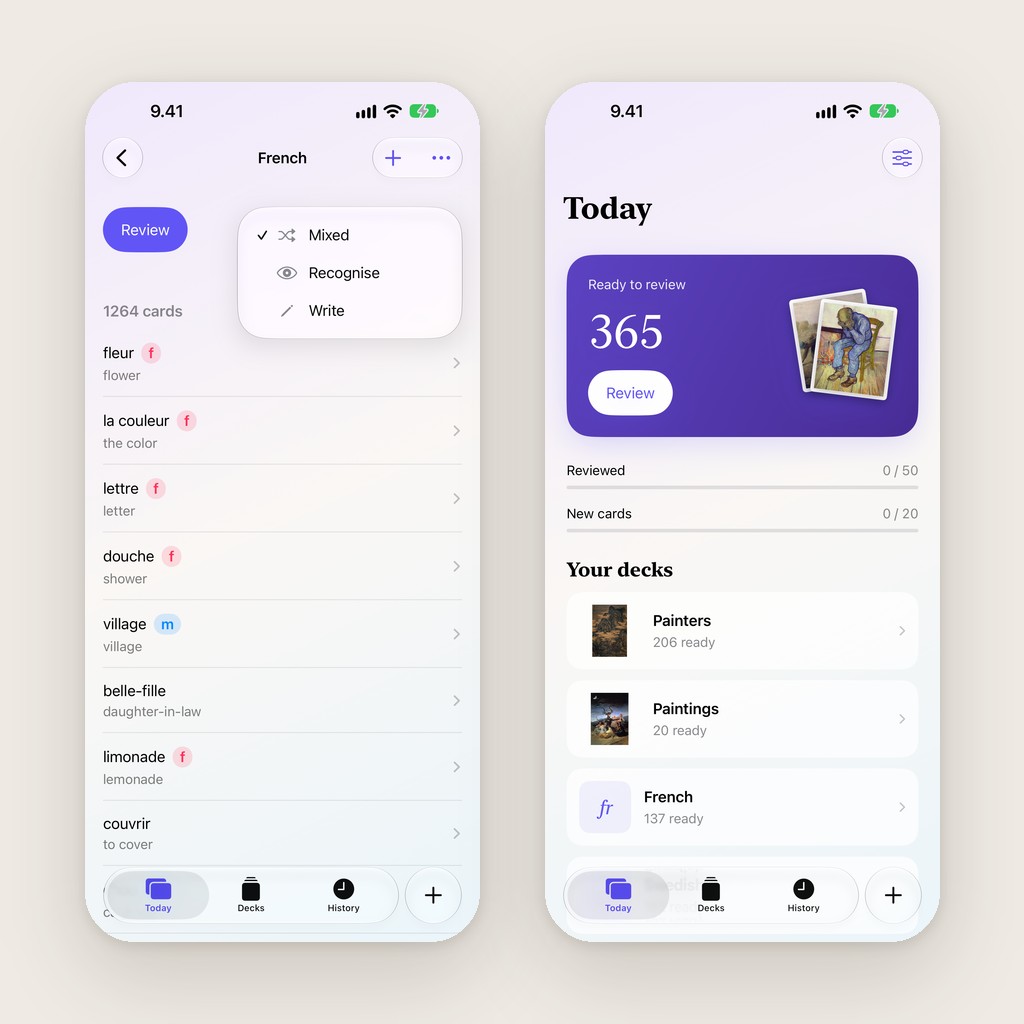 9.41
French
Review
Mixed
Recognise
Write
1264 cards
fleur f
flower
la couleur f
the color
lettre f
letter
douche f
shower
village m
village
belle-fille
daughter-in-law
limonade f
lemonade
couvrir
to cover
Today
Decks
History
9.41
Today
Ready to review
365
Review
Reviewed 0 / 50
New cards 0 / 20
Your decks
Painters
206 ready
Paintings
20 ready
fr
French
137 ready
Swedish
Today
Decks
History